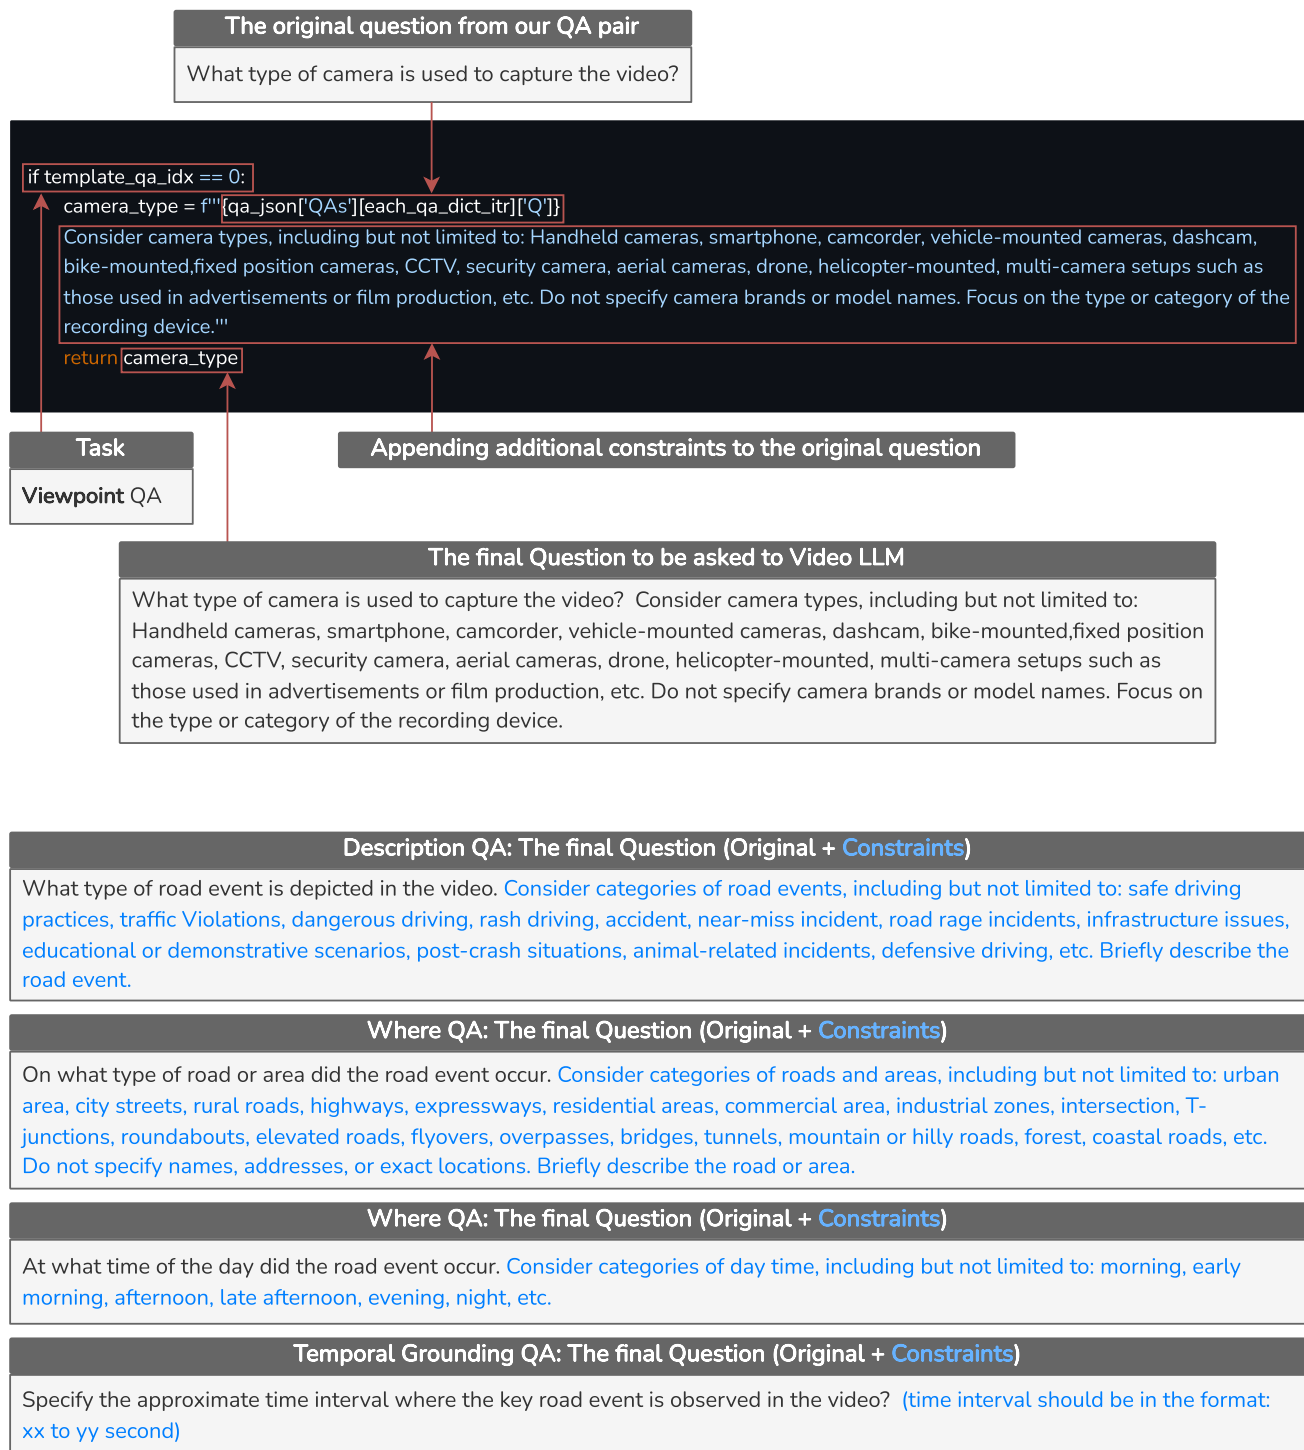 The original question from our QA pair
What type of camera is used to capture the video?
if template_qa_idx == 0:
camera_type = f'''{qa_json['QAs'][each_qa_dict_itr]['Q']}
Consider camera types, including but not limited to: Handheld cameras, smartphone, camcorder, vehicle-mounted cameras, dashcam,
bike-mounted,fixed position cameras, CCTV, security camera, aerial cameras, drone, helicopter-mounted, multi-camera setups such as
those used in advertisements or film production, etc. Do not specify camera brands or model names. Focus on the type or category of the
recording device.'''
return camera_type
Task
Appending additional constraints to the original question
Viewpoint QA
The final Question to be asked to Video LLM
What type of camera is used to capture the video?  Consider camera types, including but not limited to:
Handheld cameras, smartphone, camcorder, vehicle-mounted cameras, dashcam, bike-mounted,fixed position
cameras, CCTV, security camera, aerial cameras, drone, helicopter-mounted, multi-camera setups such as
those used in advertisements or film production, etc. Do not specify camera brands or model names. Focus on
the type or category of the recording device.
Description QA: The final Question (Original + Constraints)
What type of road event is depicted in the video. Consider categories of road events, including but not limited to: safe driving
practices, traffic Violations, dangerous driving, rash driving, accident, near-miss incident, road rage incidents, infrastructure issues,
educational or demonstrative scenarios, post-crash situations, animal-related incidents, defensive driving, etc. Briefly describe the
road event.
Where QA: The final Question (Original + Constraints)
On what type of road or area did the road event occur. Consider categories of roads and areas, including but not limited to: urban
area, city streets, rural roads, highways, expressways, residential areas, commercial area, industrial zones, intersection, T-
junctions, roundabouts, elevated roads, flyovers, overpasses, bridges, tunnels, mountain or hilly roads, forest, coastal roads, etc.
Do not specify names, addresses, or exact locations. Briefly describe the road or area.
Where QA: The final Question (Original + Constraints)
At what time of the day did the road event occur. Consider categories of day time, including but not limited to: morning, early
morning, afternoon, late afternoon, evening, night, etc.
Temporal Grounding QA: The final Question (Original + Constraints)
Specify the approximate time interval where the key road event is observed in the video?  (time interval should be in the format:
xx to yy second)